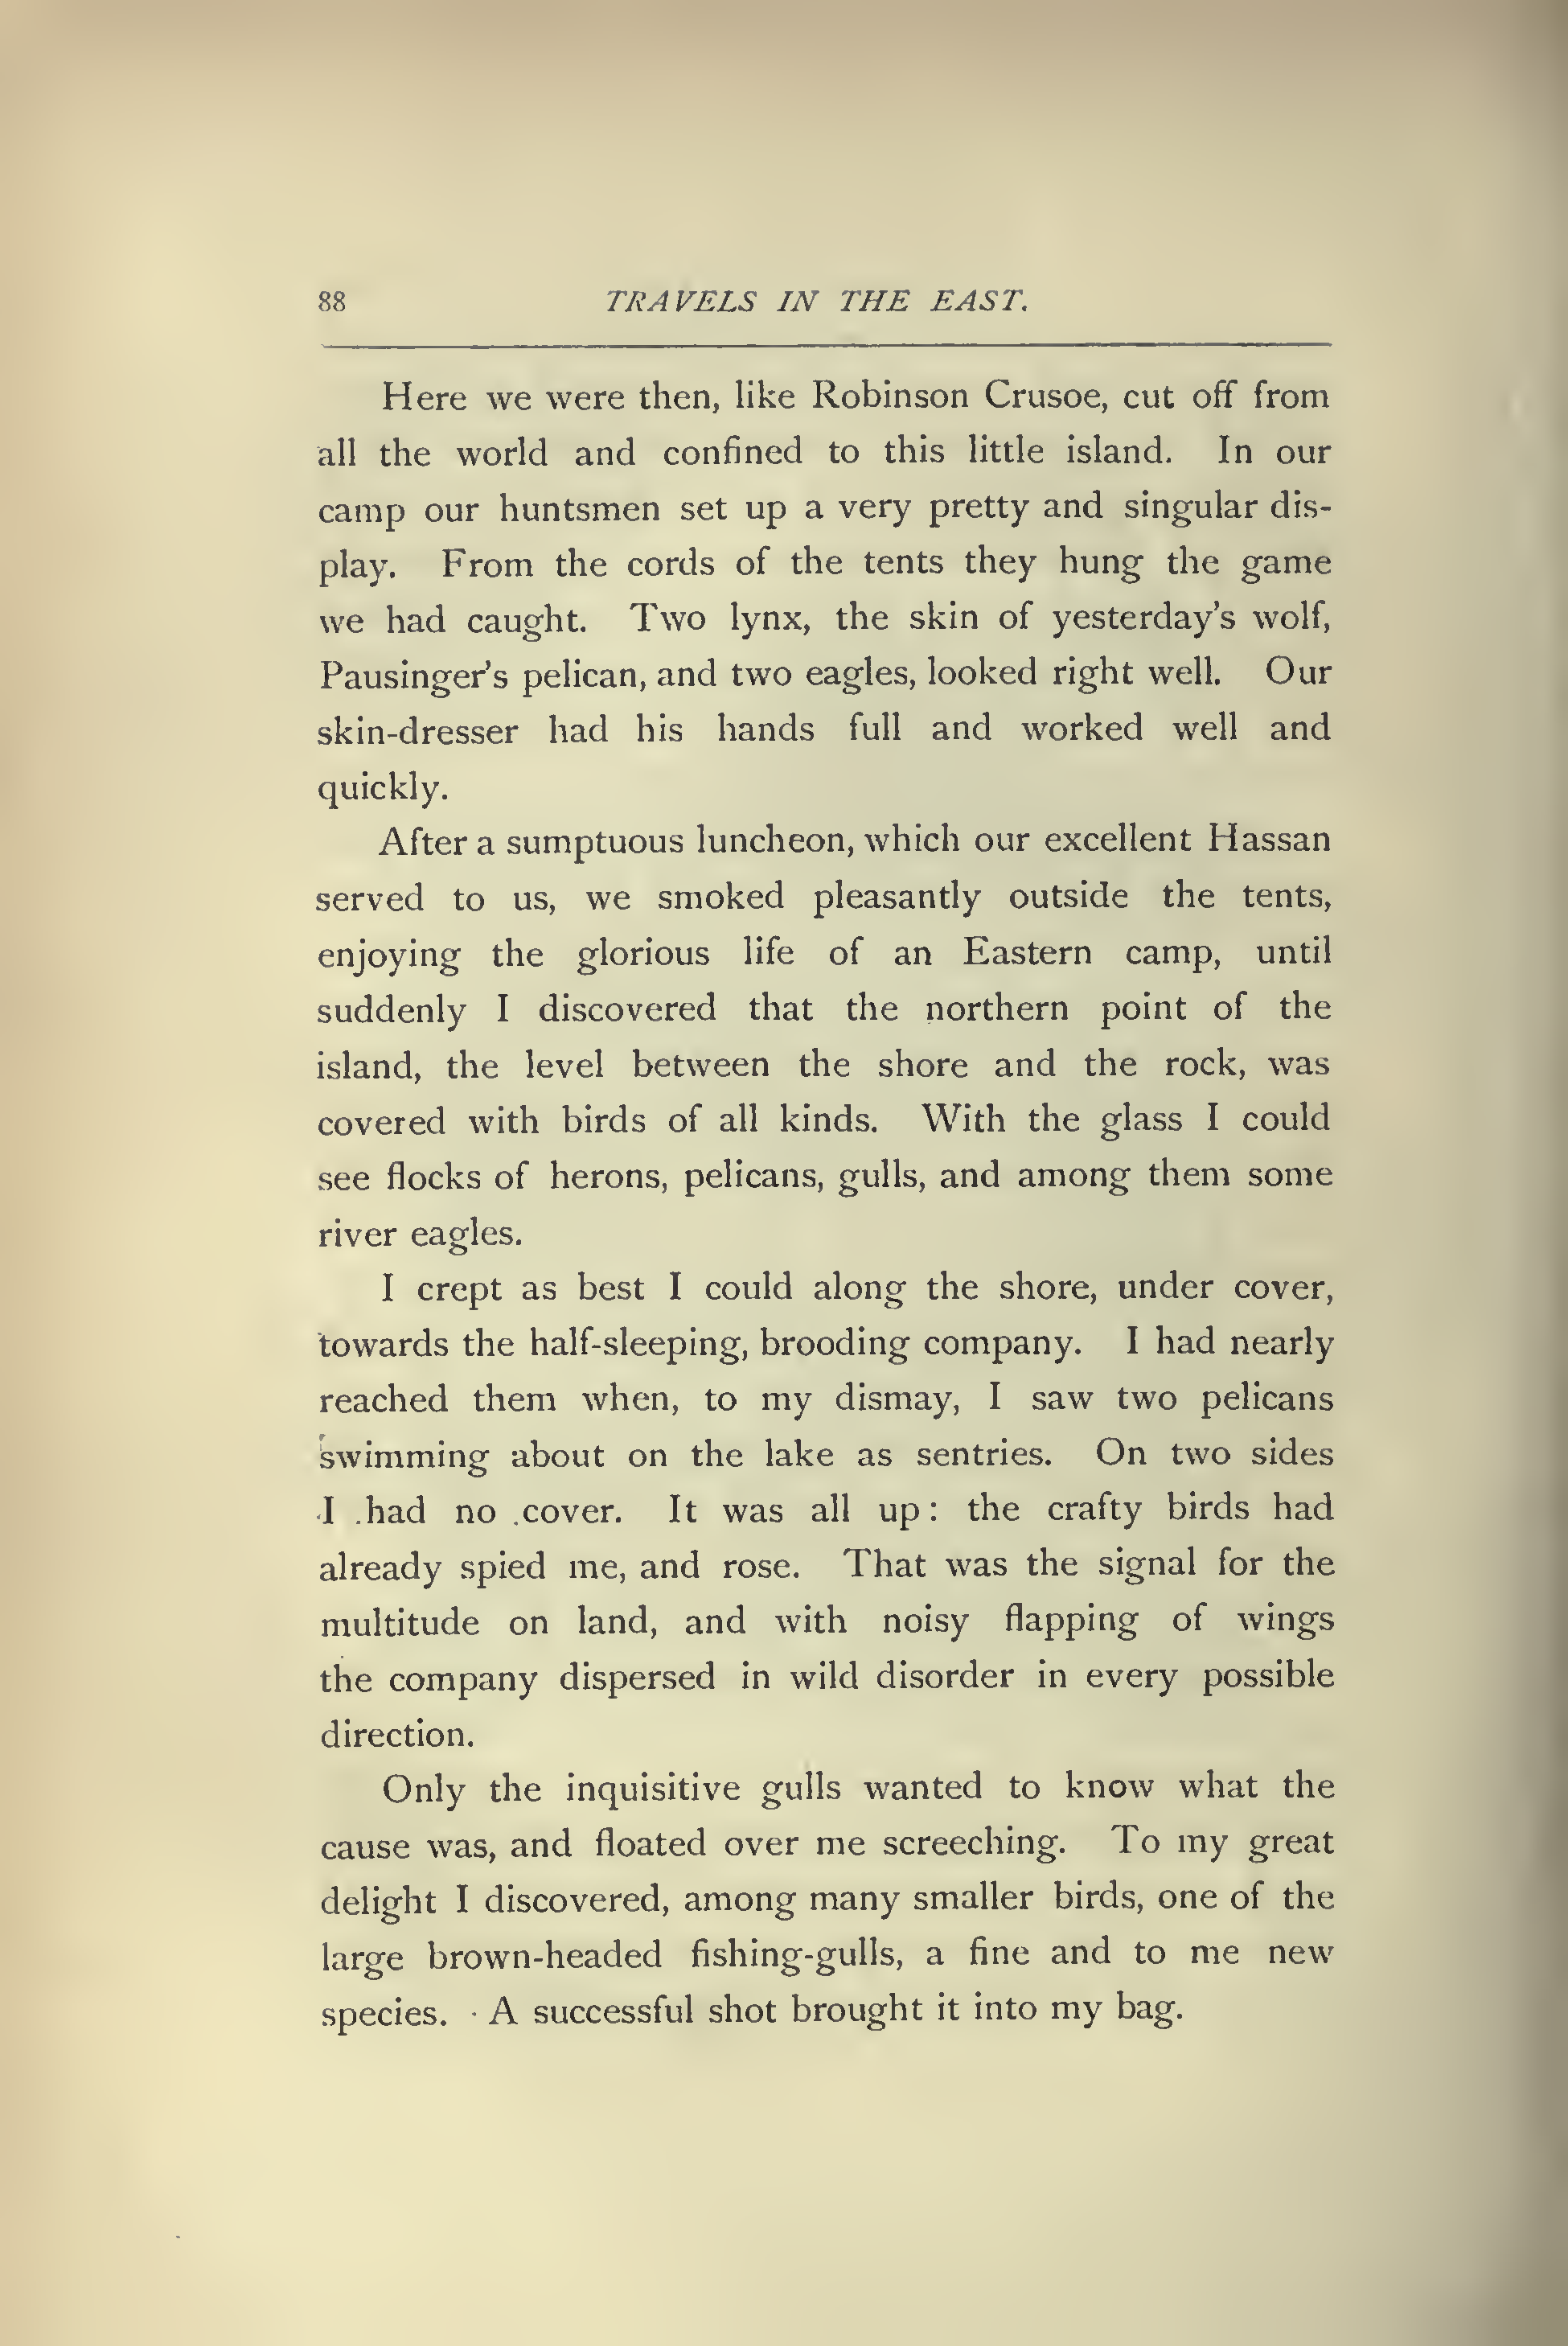 88 TRAVELS IN THE EAST.
Here we were then, like Robinson Crusoe, cut off from
all the world and confined to this little island. In our
camp our huntsmen set up a very pretty and singular dis-
play. From the cords of the tents they hung the game
we had caught. Two lynx, the skin of yesterday's wolf,
Pausinger's pelican, and two eagles, looked right well. Our
skin-dresser had his hands full and worked well and
quickly.
After a sumptuous luncheon, which our excellent Hassan
served to us, we smoked pleasantly outside the tents,
enjoying the glorious life of an Eastern camp, until
suddenly I discovered that the northern point of the
island, the level between the shore and the rock, was
covered with birds of all kinds. With the glass I could
see flocks of herons, pelicans, gulls, and among them some
river eagles.
I crept as best I could along the shore, under cover,
towards the half-sleeping, brooding company. I had nearly
reached them when, to my dismay, I saw two pelicans
swimming about on the lake as sentries. On two sides
I had no cover. It was all up: the crafty birds had
already spied me, and rose. That was the signal for the
multitude on land, and with noisy flapping of wings
the company dispersed in wild disorder in every possible
direction.
Only the inquisitive gulls wanted to know what the
cause was, and floated over me screeching. To my great
delight I discovered, among many smaller birds, one of the
large brown-headed fishing-gulls, a fine and to me new
species. A successful shot brought it into my bag.